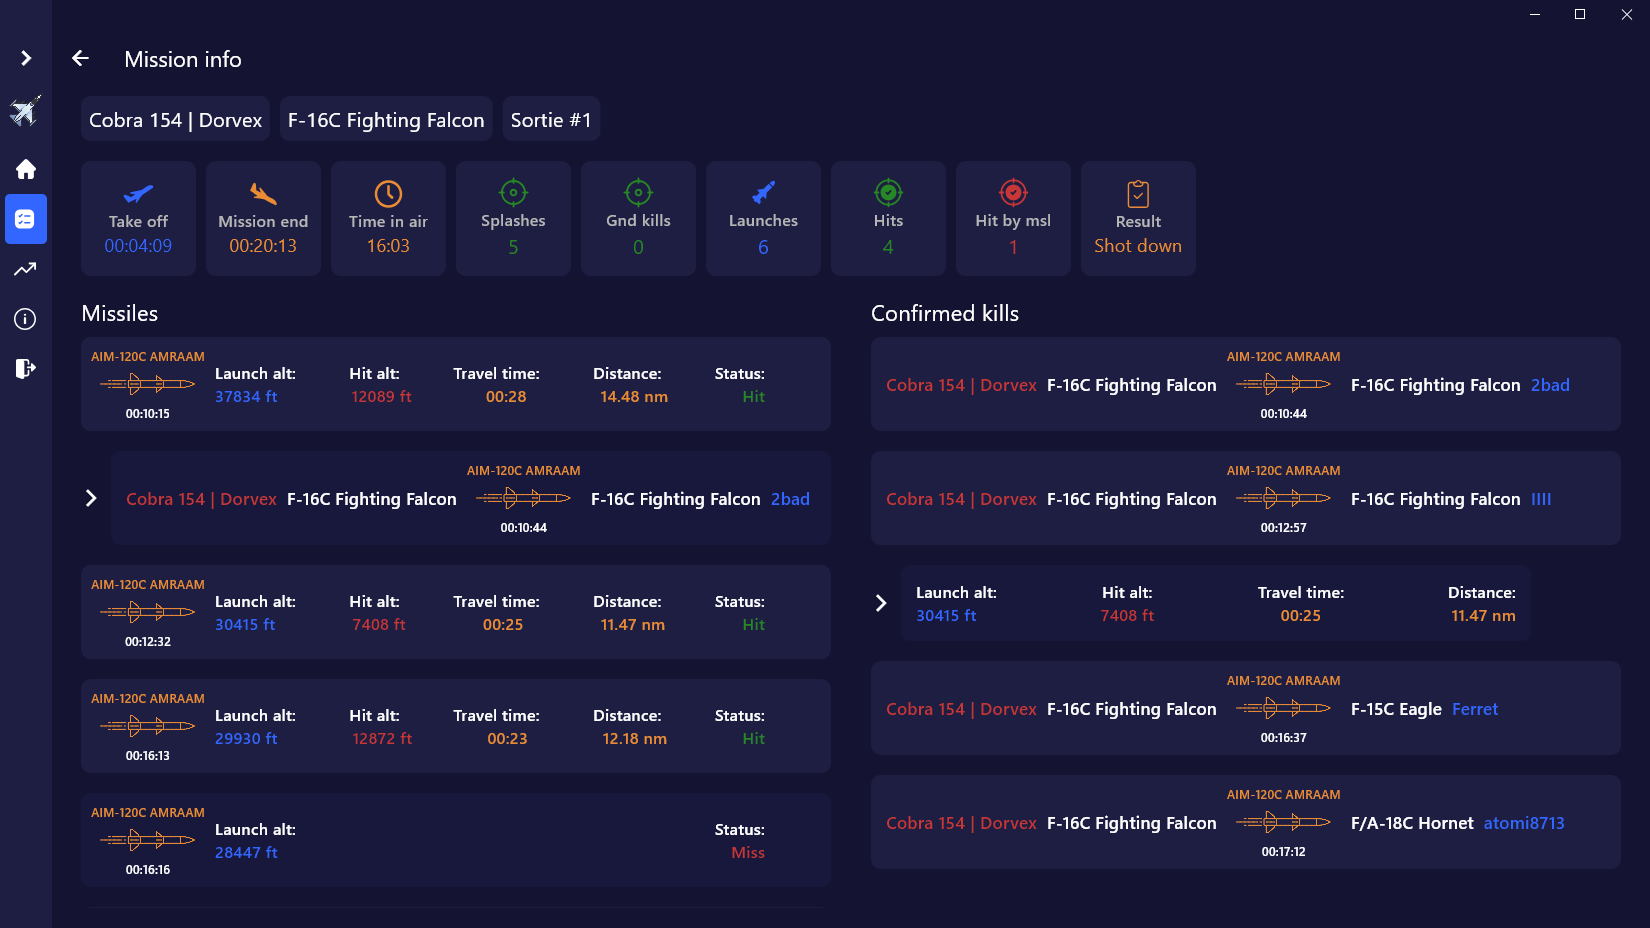 Mission info
Cobra 154 | Dorvex F-16C Fighting Falcon Sortie #1
Take off
00:04:09
Mission end
00:20:13
Time in air
16:03
Splashes
5
Gnd kills
0
Launches
6
Hits
4
Hit by msl
1
Result
Shot down
Missiles
AIM-120C AMRAAM
Launch alt: Hit alt: Travel time: Distance: Status:
37834 ft 12089 ft 00:28 14.48 nm Hit
00:10:15
AIM-120C AMRAAM
Cobra 154 | Dorvex F-16C Fighting Falcon F-16C Fighting Falcon 2bad
00:10:44
AIM-120C AMRAAM
Launch alt: Hit alt: Travel time: Distance: Status:
30415 ft 7408 ft 00:25 11.47 nm Hit
00:12:32
AIM-120C AMRAAM
Launch alt: Hit alt: Travel time: Distance: Status:
29930 ft 12872 ft 00:23 12.18 nm Hit
00:16:13
AIM-120C AMRAAM
Launch alt: Status:
28447 ft Miss
00:16:16
Confirmed kills
AIM-120C AMRAAM
Cobra 154 | Dorvex F-16C Fighting Falcon F-16C Fighting Falcon 2bad
00:10:44
AIM-120C AMRAAM
Cobra 154 | Dorvex F-16C Fighting Falcon F-16C Fighting Falcon IIII
00:12:57
Launch alt: Hit alt: Travel time: Distance:
30415 ft 7408 ft 00:25 11.47 nm
AIM-120C AMRAAM
Cobra 154 | Dorvex F-16C Fighting Falcon F-15C Eagle Ferret
00:16:37
AIM-120C AMRAAM
Cobra 154 | Dorvex F-16C Fighting Falcon F/A-18C Hornet atomi8713
00:17:12